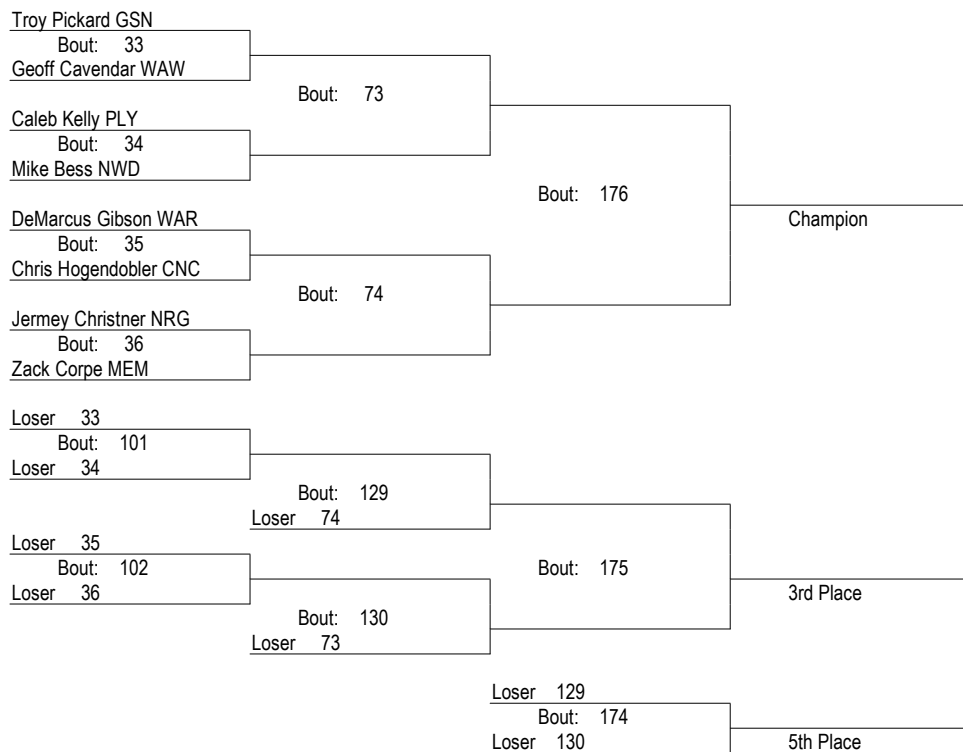 Troy Pickard GSN
Bout: 33
Geoff Cavendar WAW
Bout: 73
Caleb Kelly PLY
Bout: 34
Mike Bess NWD
Bout: 176
DeMarcus Gibson WAR
Champion
Bout: 35
Chris Hogendobler CNC
Bout: 74
Jermey Christner NRG
Bout: 36
Zack Corpe MEM
Loser 33
Bout: 101
Loser 34
Bout: 129
Loser 74
Loser 35
Bout: 102
Bout: 175
Loser 36
3rd Place
Bout: 130
Loser 73
Loser 129
Bout: 174
Loser 130
5th Place